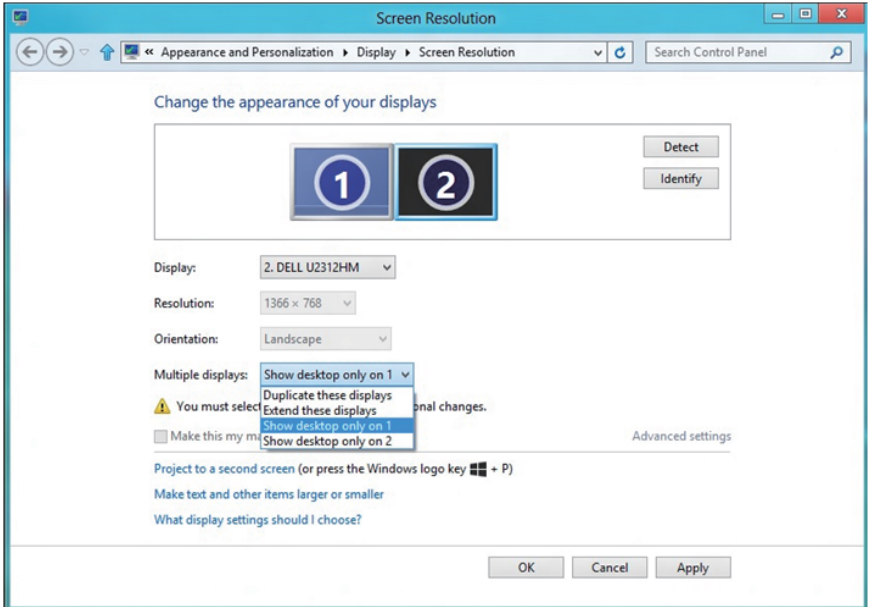 Screen Resolution
« Appearance and Personalization Display Screen Resolution
Search Control Panel
Change the appearance of your displays
1 2
Detect
Identify
Display: 2. DELL U2312HM
Resolution: 1366 × 768
Orientation: Landscape
Multiple displays: Show desktop only on 1
Duplicate these displays
Extend these displays
Show desktop only on 1
Show desktop only on 2
You must selec onal changes.
Make this my ma
Advanced settings
Project to a second screen (or press the Windows logo key + P)
Make text and other items larger or smaller
What display settings should I choose?
OK Cancel Apply